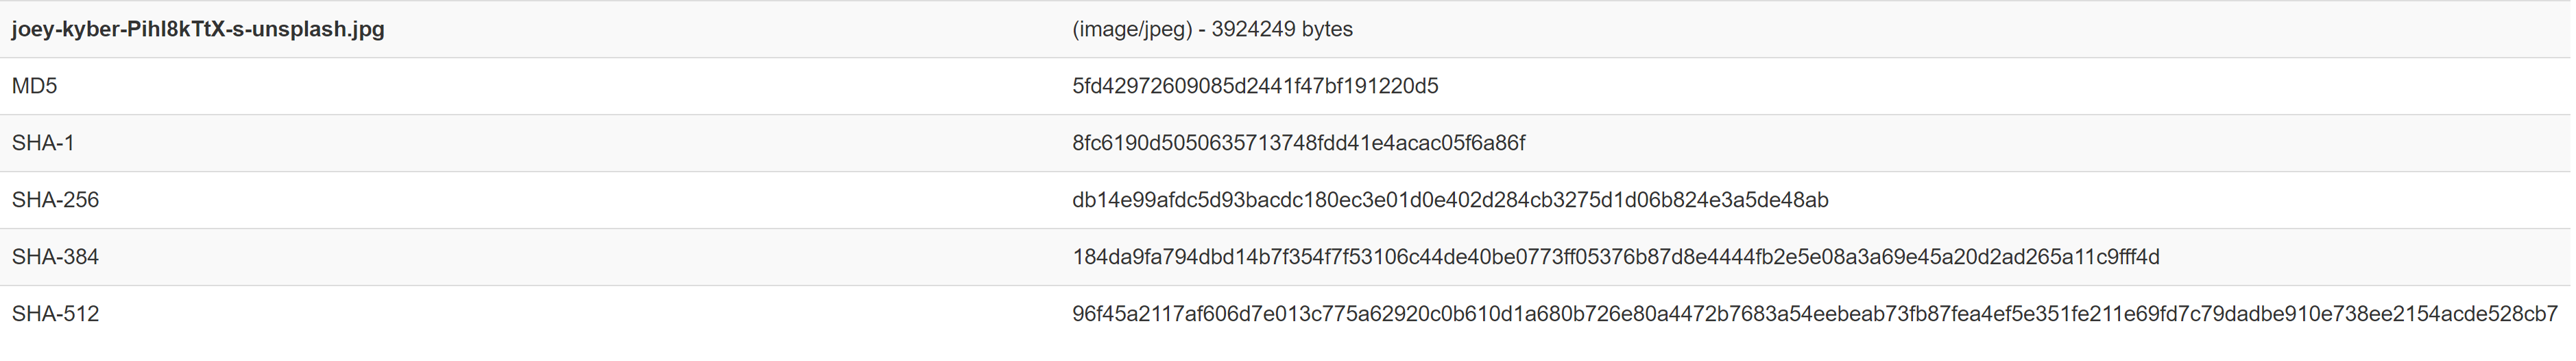 joey-kyber-Pihl8kTtX-s-unsplash.jpg (image/jpeg) - 3924249 bytes
MD5 5fd42972609085d2441f47bf191220d5
SHA-1 8fc6190d5050635713748fdd41e4acac05f6a86f
SHA-256 db14e99afdc5d93bacdc180ec3e01d0e402d284cb3275d1d06b824e3a5de48ab
SHA-384 184da9fa794dbd14b7f354f7f53106c44de40be0773ff05376b87d8e4444fb2e5e08a3a69e45a20d2ad265a11c9fff4d
SHA-512 96f45a2117af606d7e013c775a62920c0b610d1a680b726e80a4472b7683a54eebeab73fb87fea4ef5e351fe211e69fd7c79dadbe910e738ee2154acde528cb7